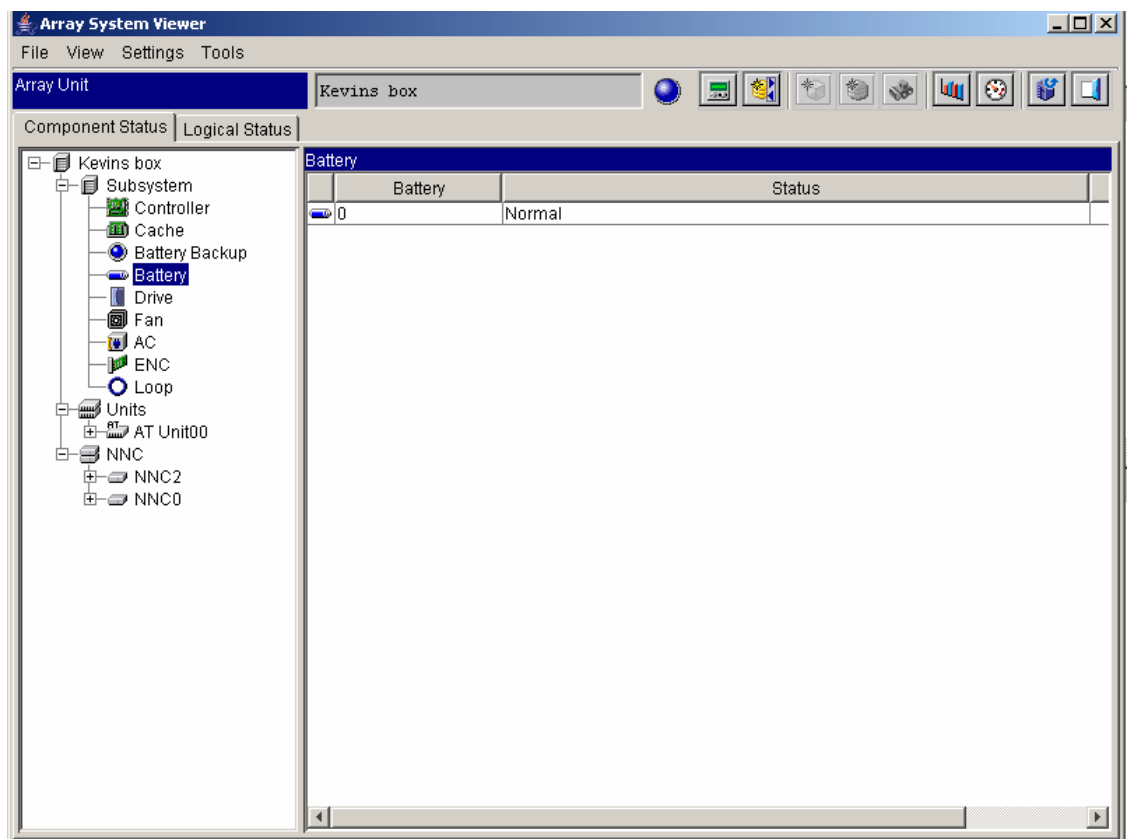 Array System Viewer
File View Settings Tools
Array Unit
Kevins box
Component Status
Logical Status
Kevins box
Subsystem
Controller
Cache
Battery Backup
Battery
Drive
Fan
AC
ENC
Loop
Units
AT Unit00
NNC
NNC2
NNC0
Battery
Battery Status
0 Normal